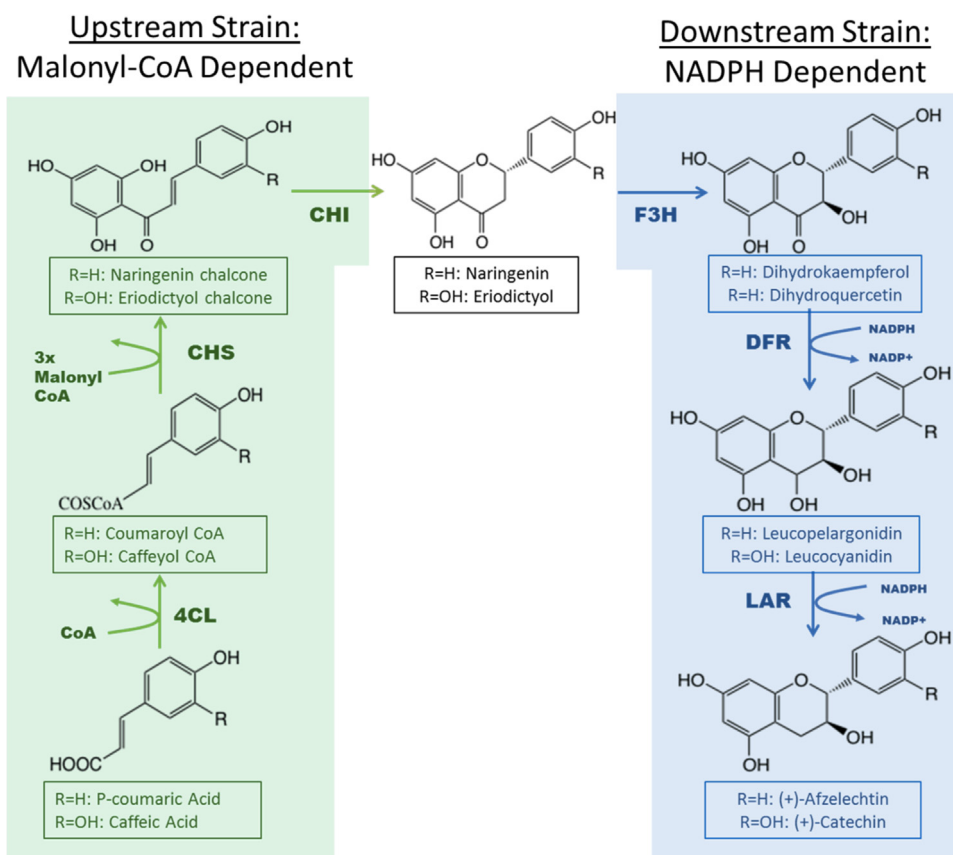 Upstream Strain:
Malonyl-CoA Dependent
Downstream Strain:
NADPH Dependent
OH
HO
OH
R
OH
O
CHI
OH
HO
O
R
OH
O
F3H
OH
HO
O
R
OH
OH
O
R=H: Naringenin chalcone
R=OH: Eriodictyol chalcone
R=H: Naringenin
R=OH: Eriodictyol
R=H: Dihydrokaempferol
R=H: Dihydroquercetin
3x
Malonyl
CoA
CHS
DFR
NADPH
NADP+
OH
R
COSCoA
OH
HO
O
R
OH
OH
OH
R=H: Coumaroyl CoA
R=OH: Caffeyol CoA
R=H: Leucopelargonidin
R=OH: Leucocyanidin
CoA
4CL
LAR
NADPH
NADP+
OH
R
HOOC
OH
HO
O
R
OH
OH
R=H: P-coumaric Acid
R=OH: Caffeic Acid
R=H: (+)-Afzelechtin
R=OH: (+)-Catechin